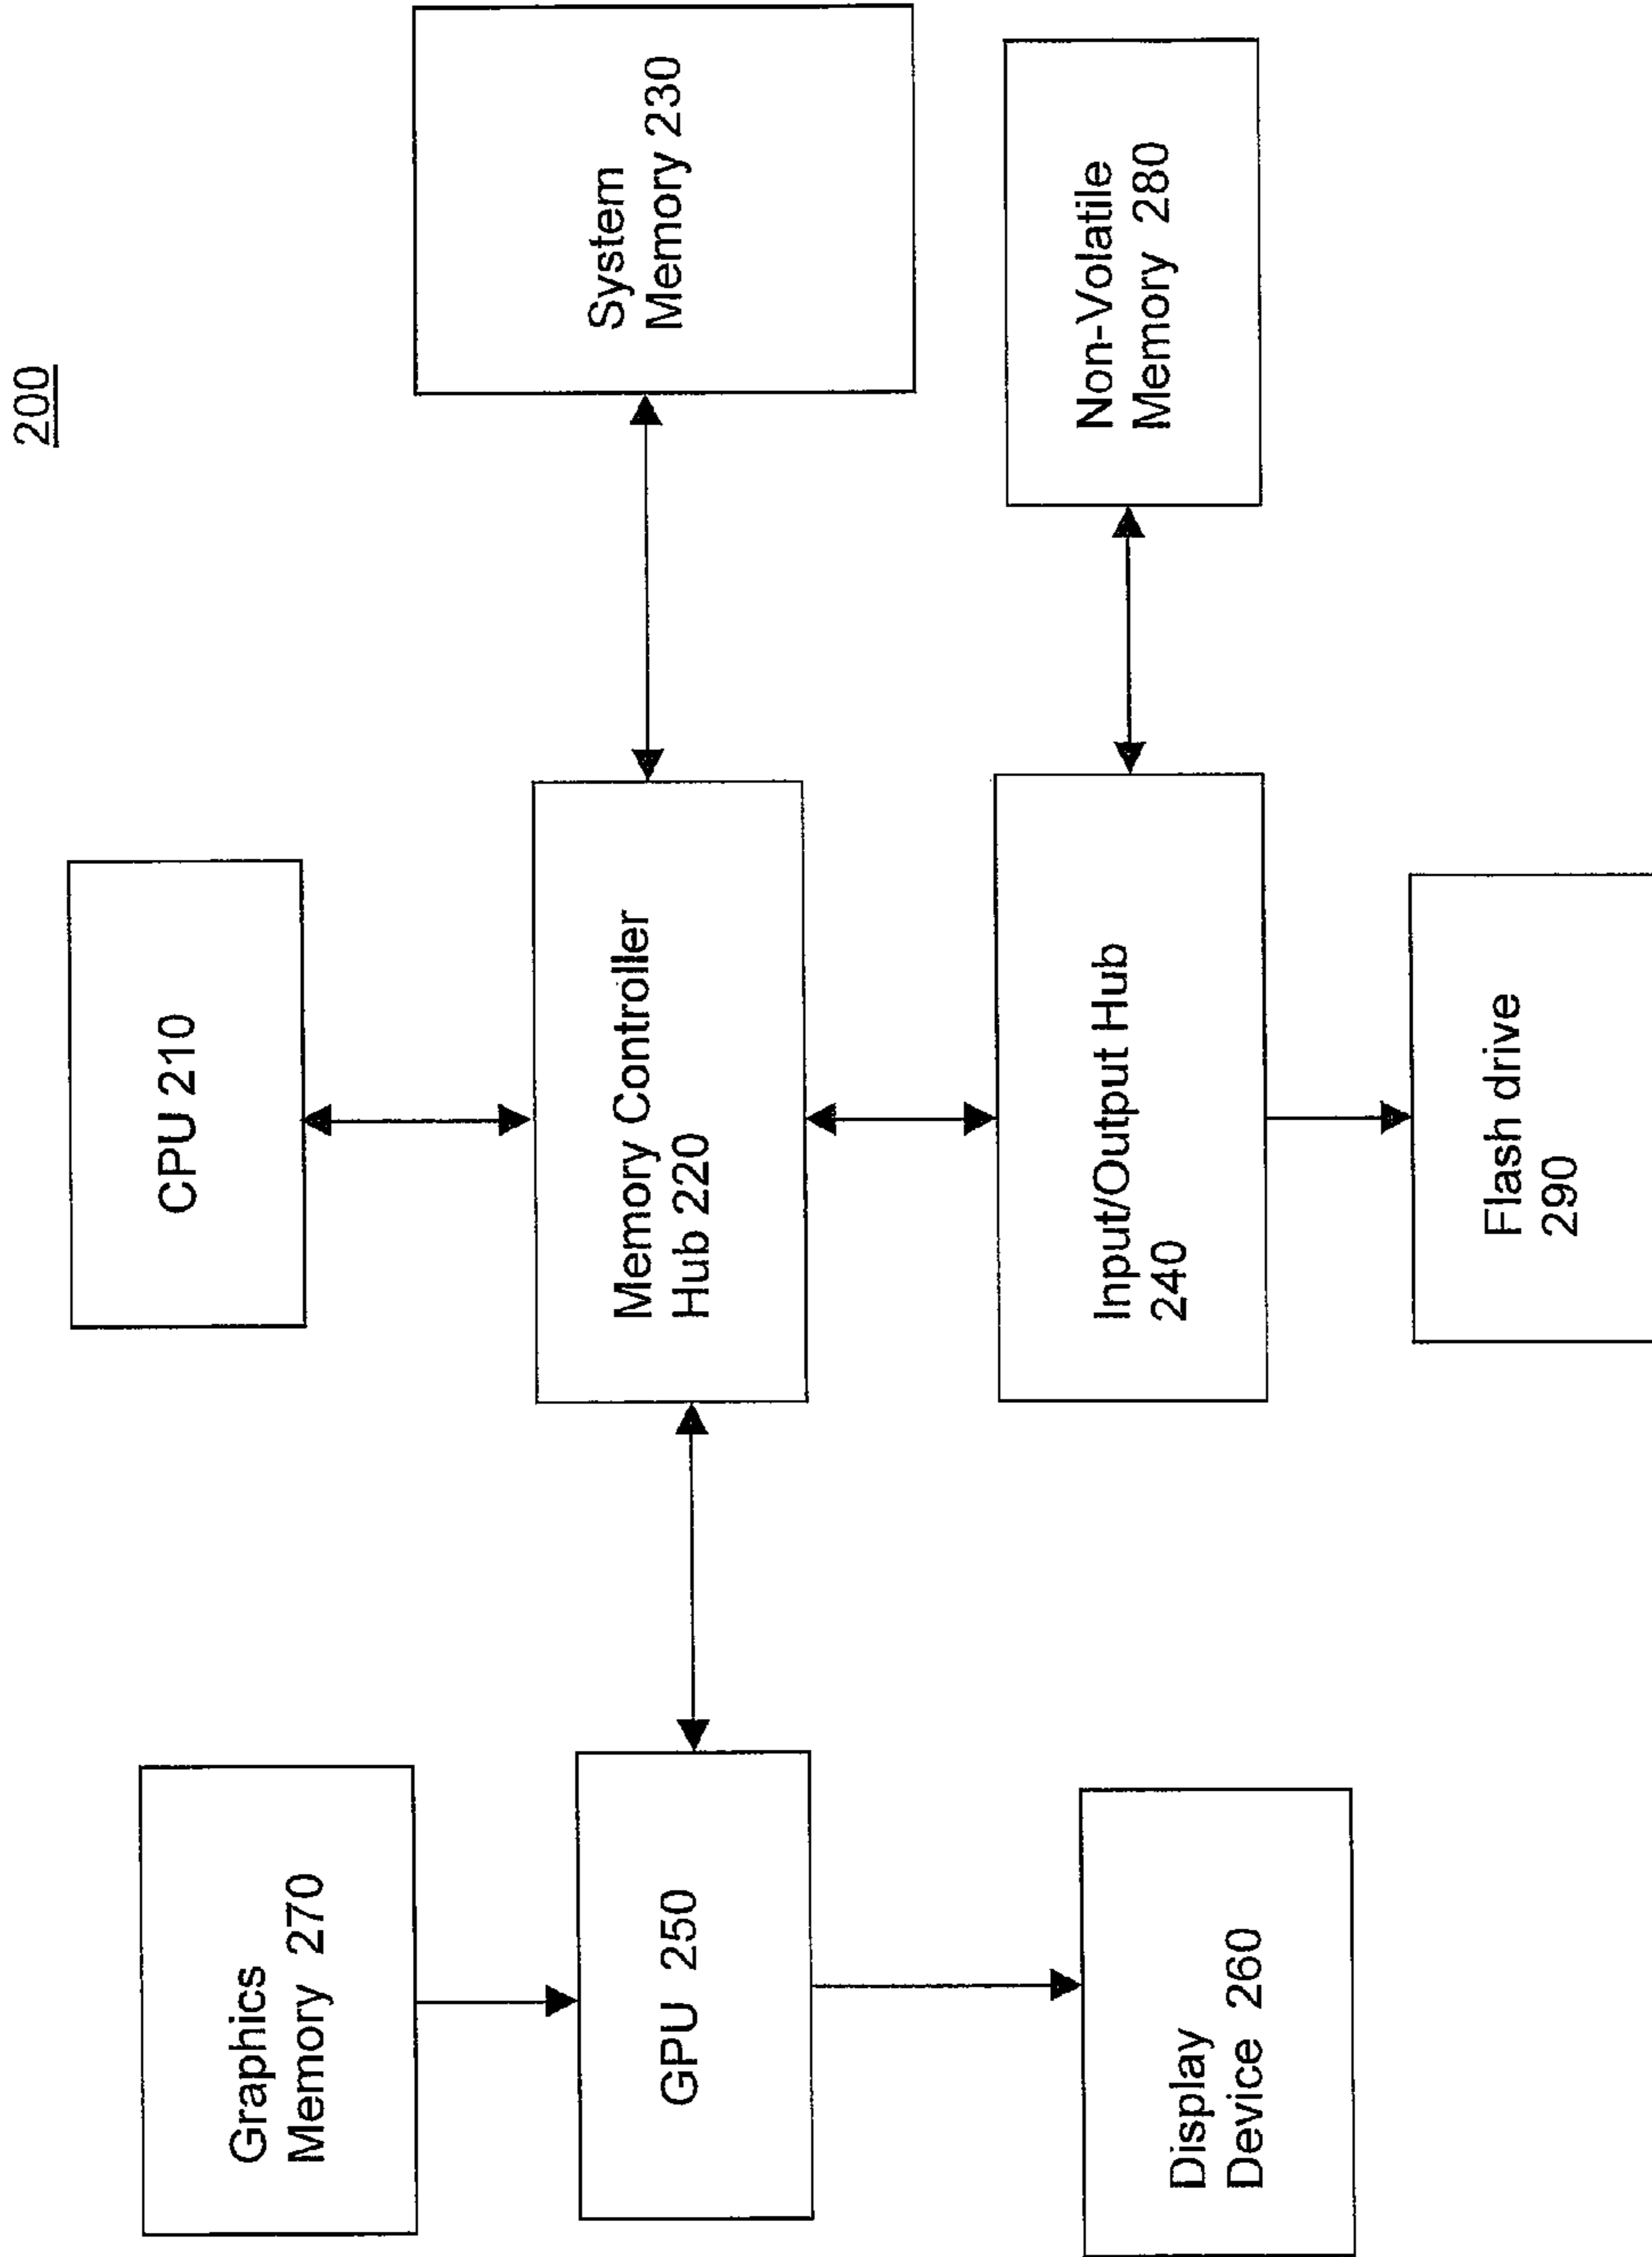 200
CPU 210
System
Memory 230
Graphics
Memory 270
GPU 250
Memory Controller
Hub 220
Non-Volatile
Memory 280
Input/Output Hub
240
Display
Device 260
Flash drive
290